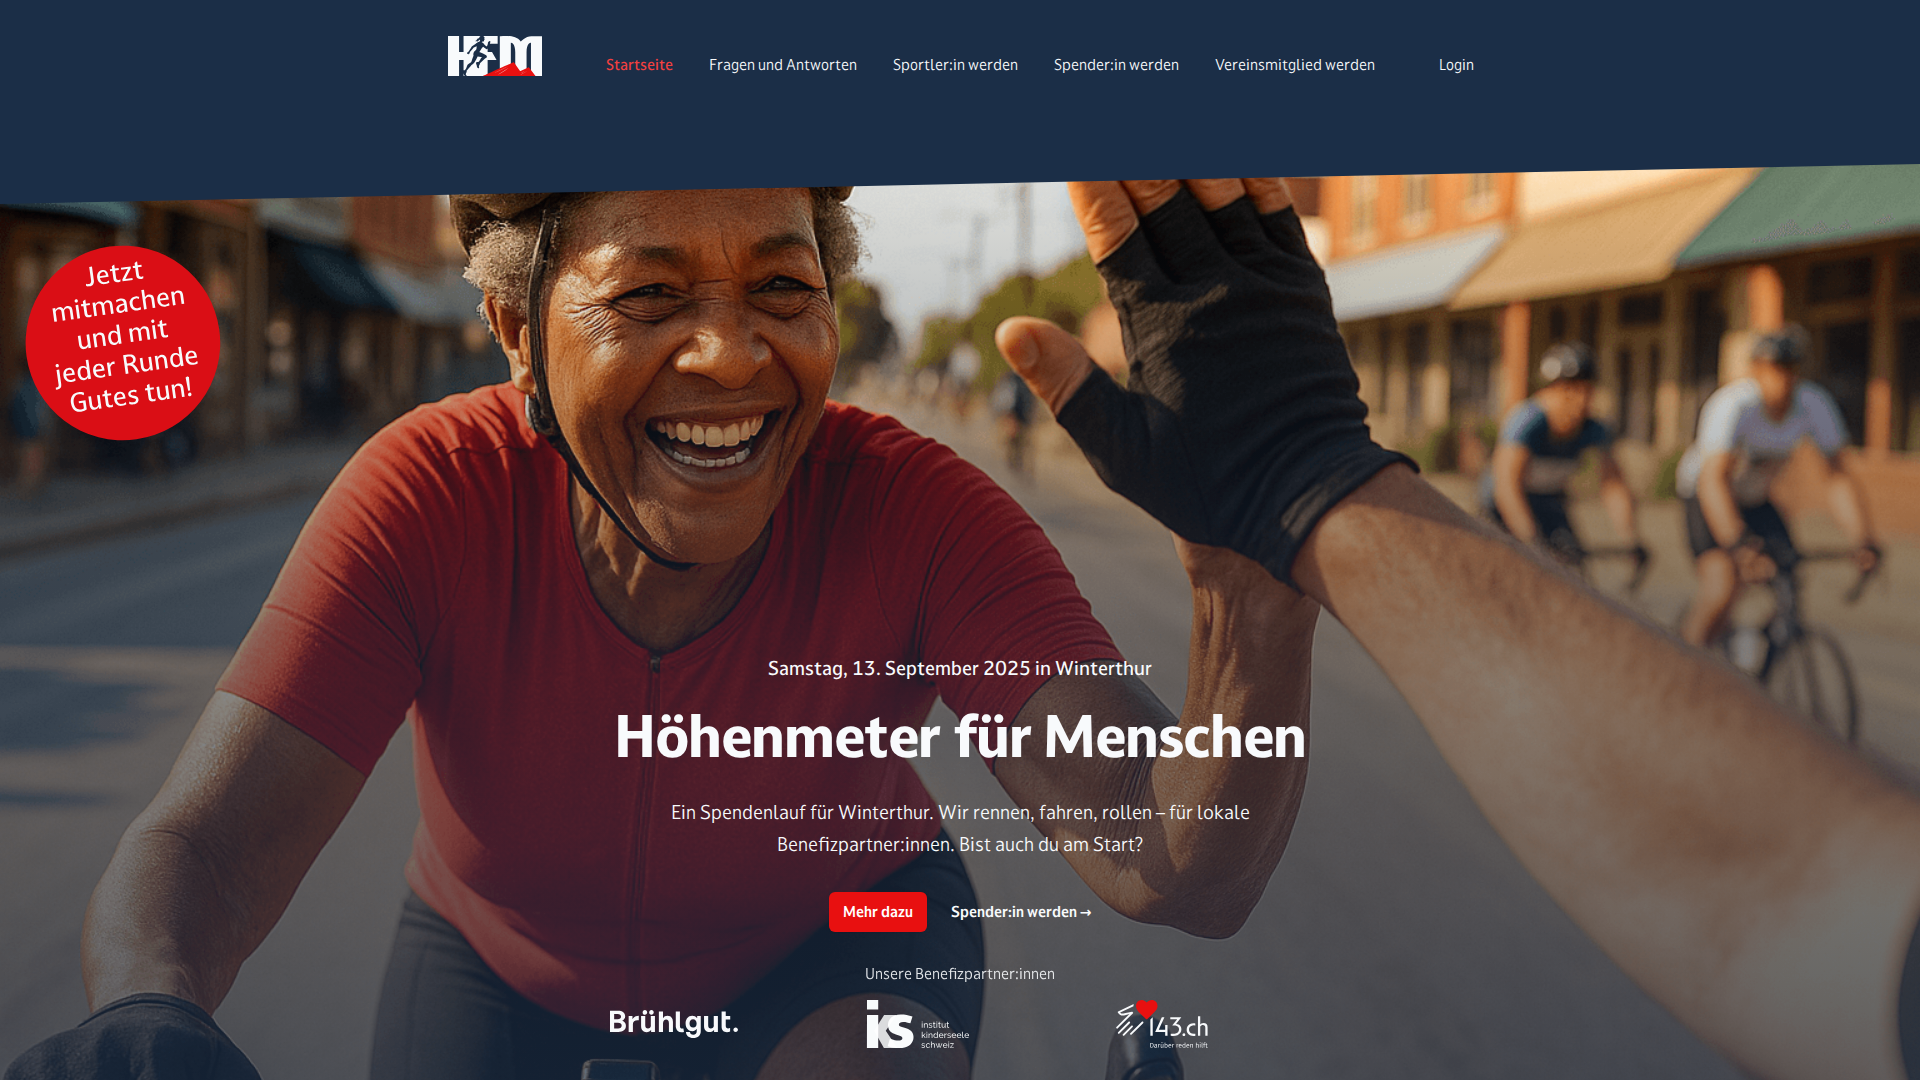 HFM
Startseite
Fragen und Antworten
Sportler:in werden
Spender:in werden
Vereinsmitglied werden
Login
Jetzt
mitmachen
und mit
jeder Runde
Gutes tun!
Samstag, 13. September 2025 in Winterthur
Höhenmeter für Menschen
Ein Spendenlauf für Winterthur. Wir rennen, fahren, rollen – für lokale
Benefizpartner:innen. Bist auch du am Start?
Mehr dazu
Spender:in werden →
Unsere Benefizpartner:innen
Brühlgut.
iks
institut
kinderseele
schweiz
143.ch
Darüber reden hilft